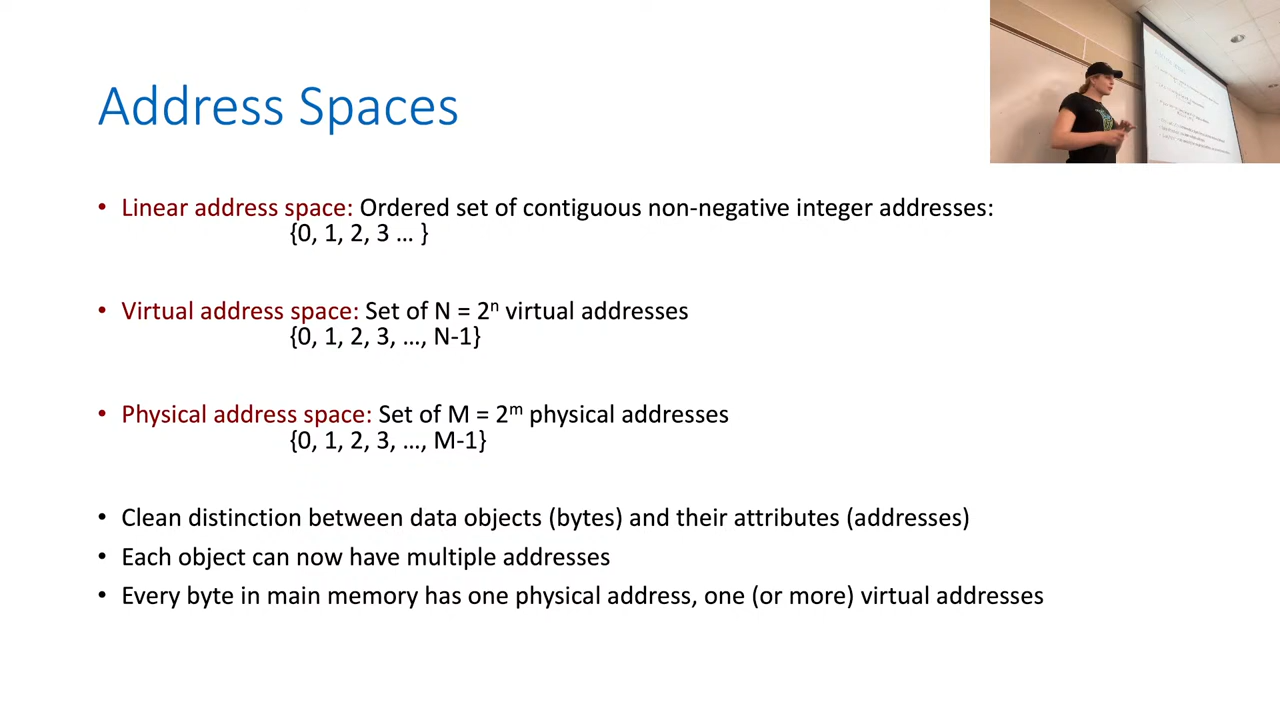 Address Spaces
• Linear address space: Ordered set of contiguous non-negative integer addresses:
{0, 1, 2, 3 … }
• Virtual address space: Set of N = 2ⁿ virtual addresses
{0, 1, 2, 3, …, N-1}
• Physical address space: Set of M = 2ᵐ physical addresses
{0, 1, 2, 3, …, M-1}
• Clean distinction between data objects (bytes) and their attributes (addresses)
• Each object can now have multiple addresses
• Every byte in main memory has one physical address, one (or more) virtual addresses